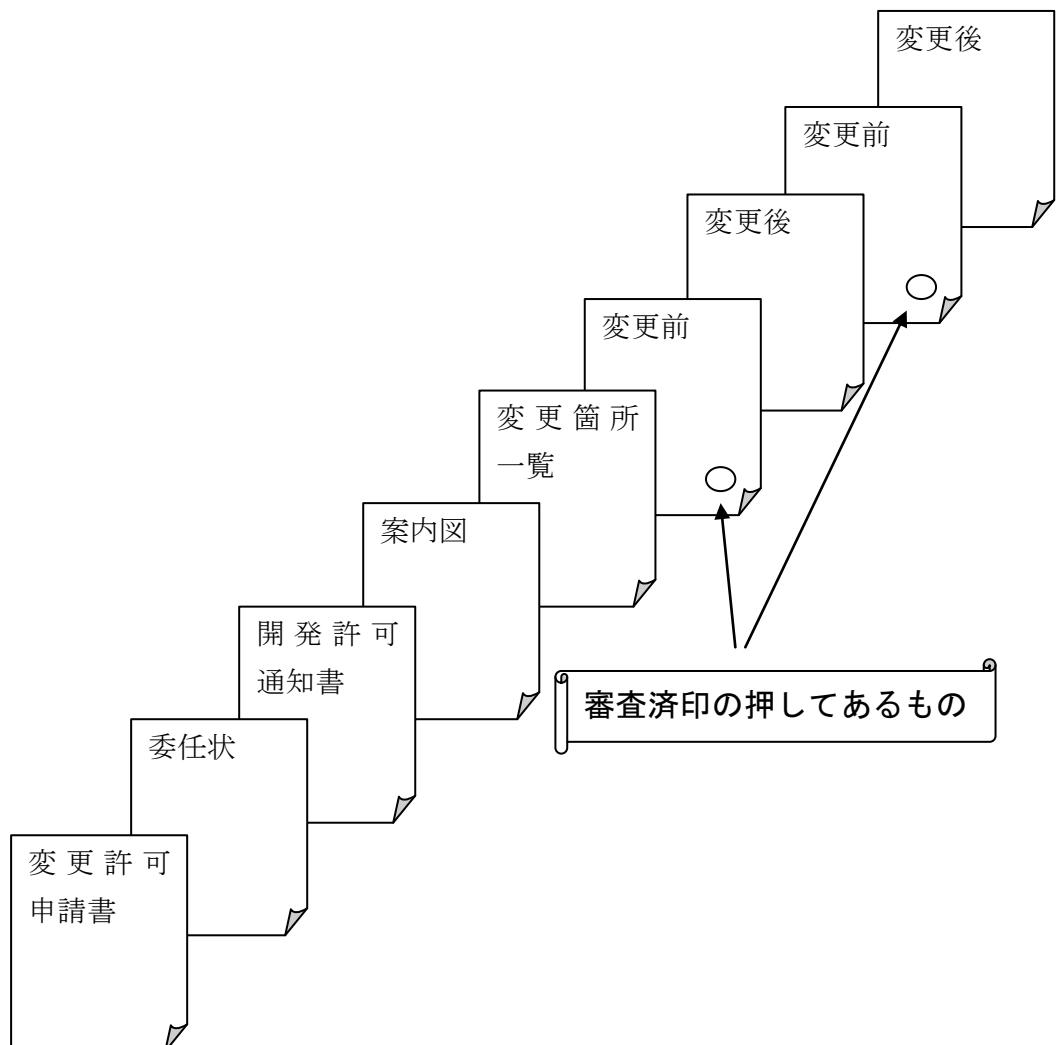 変更後
変更前
変更後
変更前
変更箇所
一覧
案内図
開発許可
通知書
審査済印の押してあるもの
委任状
変更許可
申請書